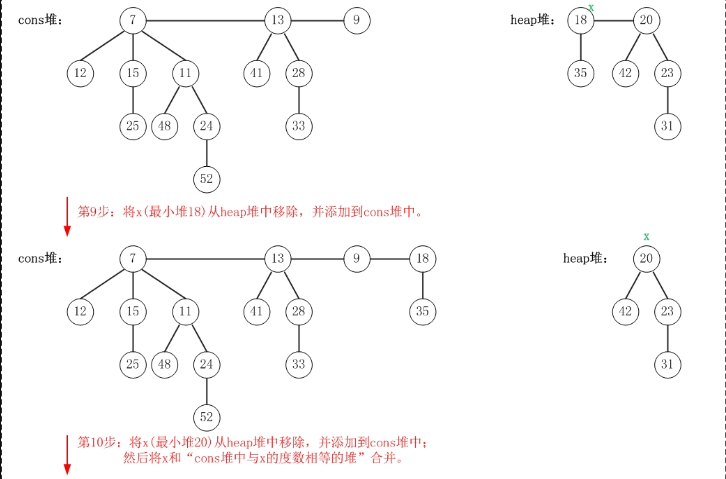 cons堆： 7 13 9 heap堆： 18 x 20
12 15 11 41 28 35 42 23
25 48 24 33 31
52
第9步：将x(最小堆18)从heap堆中移除，并添加到cons堆中。
x
cons堆： 7 13 9 18 heap堆： 20
12 15 11 41 28 35 42 23
25 48 24 33 31
52
第10步：将x(最小堆20)从heap堆中移除，并添加到cons堆中；
然后将x和“cons堆中与x的度数相等的堆”合并。